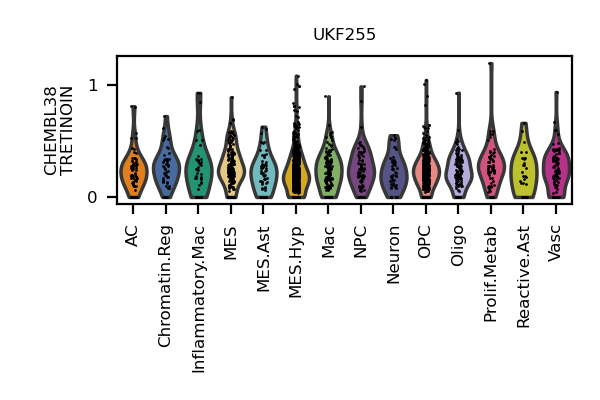 UKF255
CHEMBL38
TRETINOIN
1
0
AC
Chromatin.Reg
Inflammatory.Mac
MES
MES.Ast
MES.Hyp
Mac
NPC
Neuron
OPC
Oligo
Prolif.Metab
Reactive.Ast
Vasc